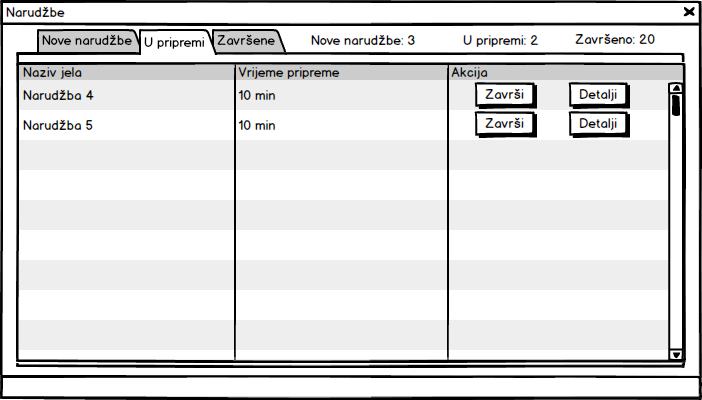 Narudžbe
Nove narudžbe U pripremi Završene Nove narudžbe: 3 U pripremi: 2 Završeno: 20
Naziv jela Vrijeme pripreme Akcija
Narudžba 4 10 min Završi Detalji
Narudžba 5 10 min Završi Detalji